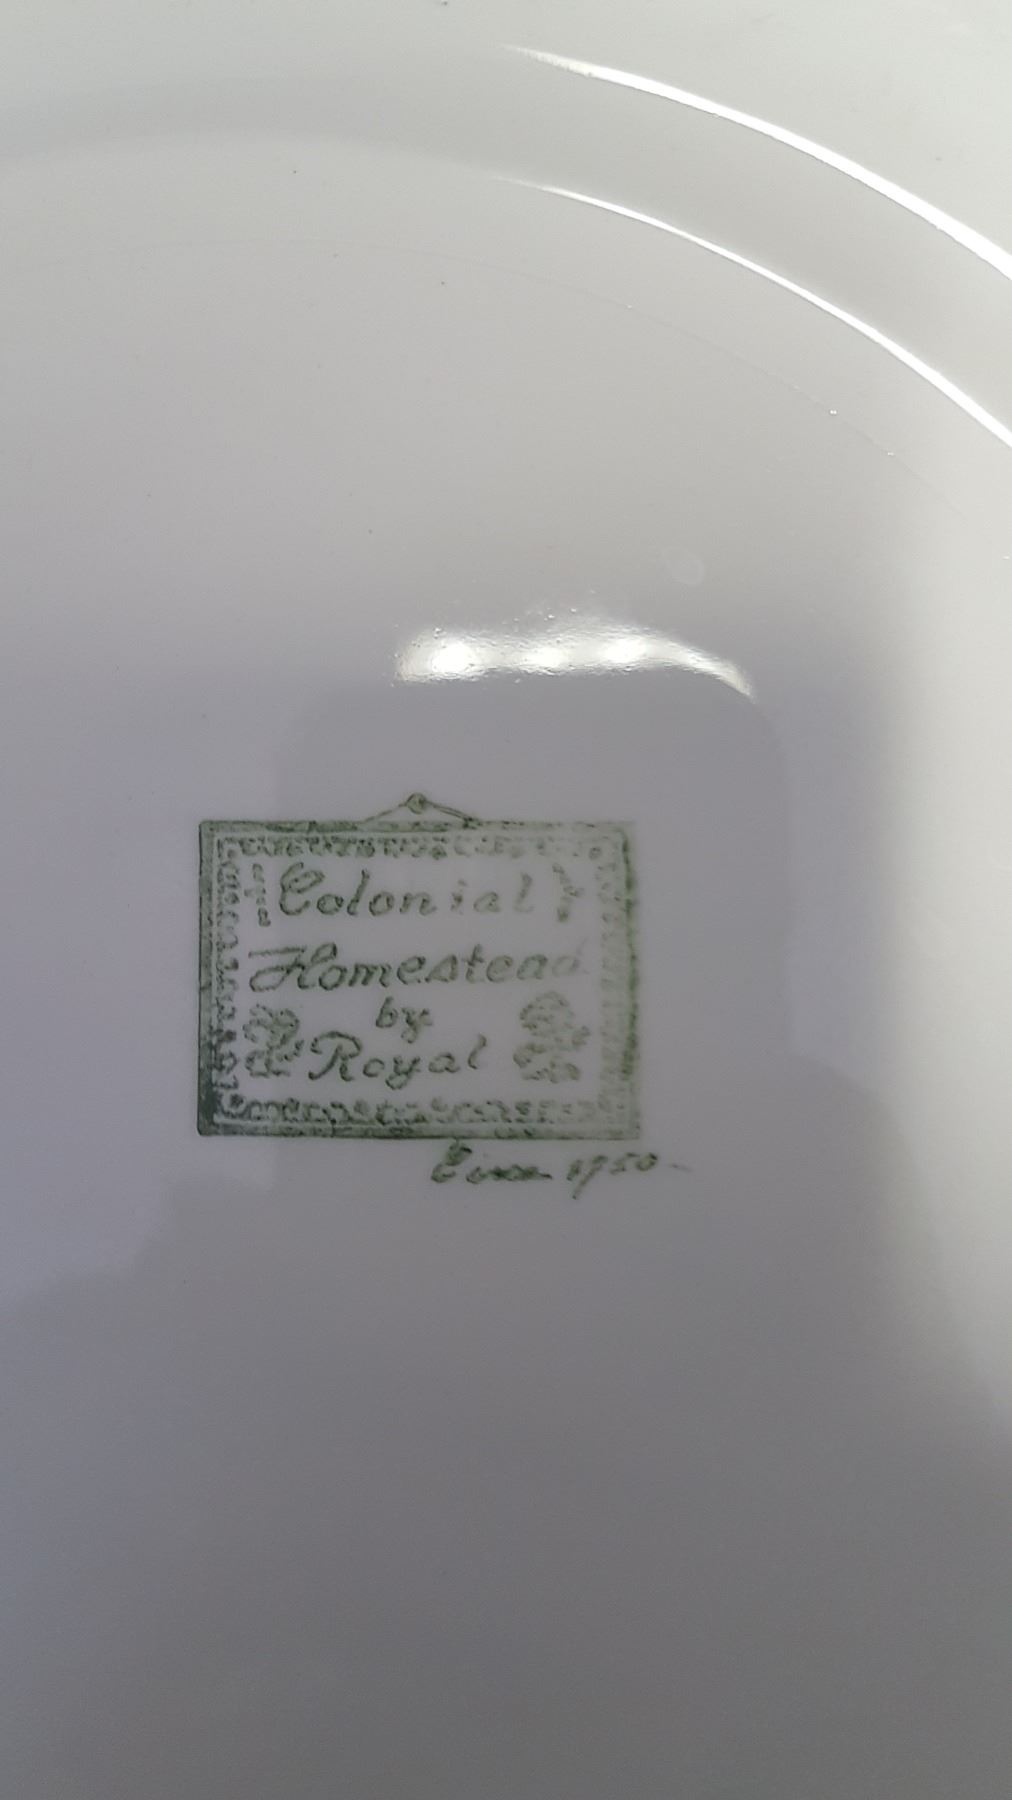 Colonial
Homestead
by
Royal
Circa 1950